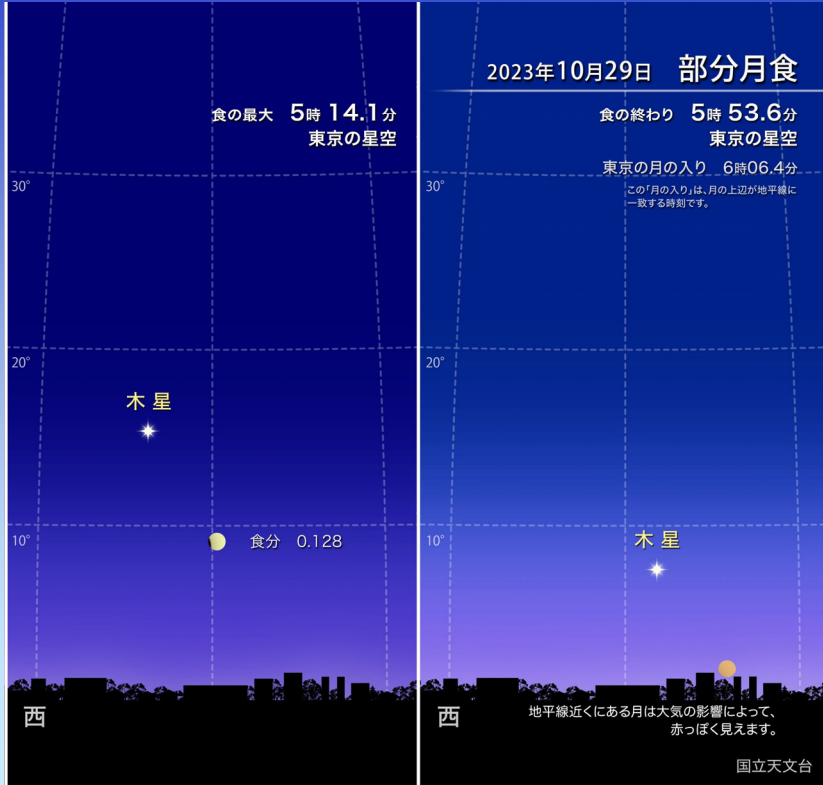 食の最大 5時 14.1分
東京の星空
30°
20°
木星
10°
食分 0.128
西
2023年10月29日 部分月食
食の終わり 5時 53.6分
東京の星空
東京の月の入り 6時06.4分
この「月の入り」は、月の上辺が地平線に
一致する時刻です。
30°
20°
木星
10°
西
地平線近くにある月は大気の影響によって、
赤っぽく見えます。
国立天文台